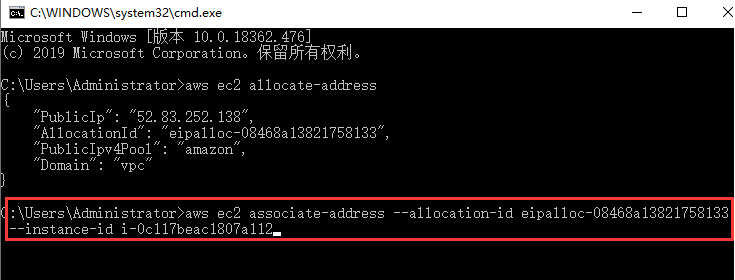 C:\WINDOWS\system32\cmd.exe
Microsoft Windows [版本 10.0.18362.476]
(c) 2019 Microsoft Corporation。保留所有权利。
C:\Users\Administrator>aws ec2 allocate-address
{
    "PublicIp": "52.83.252.138",
    "AllocationId": "eipalloc-08468a13821758133",
    "PublicIpv4Pool": "amazon",
    "Domain": "vpc"
}
C:\Users\Administrator>aws ec2 associate-address --allocation-id eipalloc-08468a13821758133
--instance-id i-0c117beac1807a112